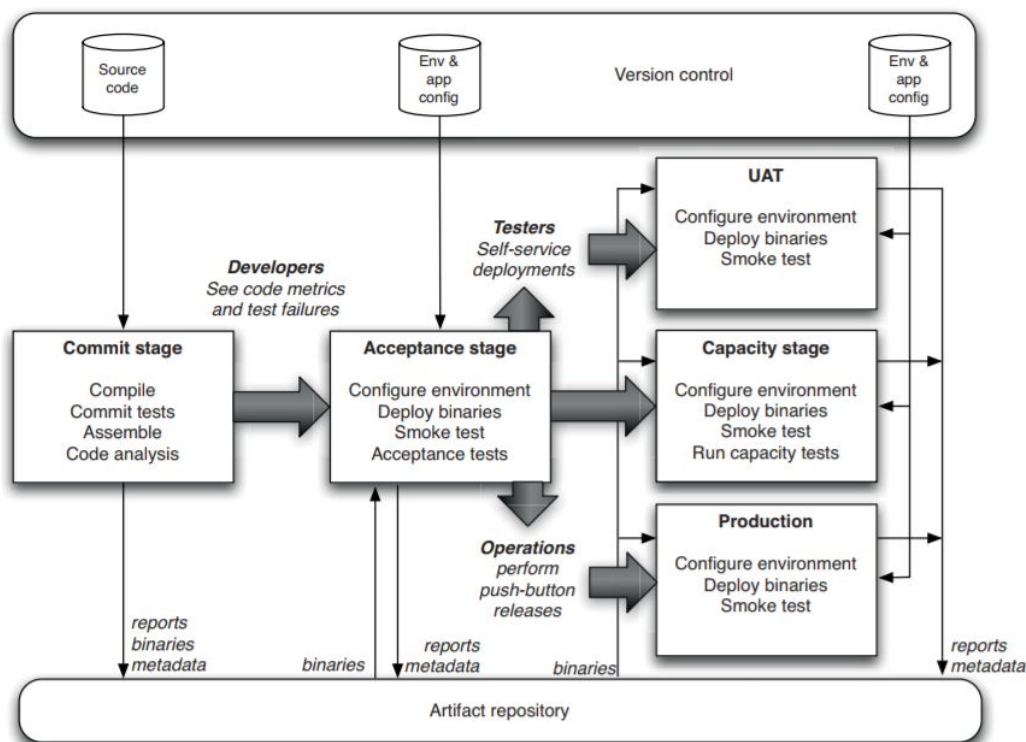 Source
code
Env &
app
config
Version control
Env &
app
config
UAT
Configure environment
Deploy binaries
Smoke test
Testers
Self-service
deployments
Developers
See code metrics
and test failures
Commit stage
Compile
Commit tests
Assemble
Code analysis
Acceptance stage
Configure environment
Deploy binaries
Smoke test
Acceptance tests
Capacity stage
Configure environment
Deploy binaries
Smoke test
Run capacity tests
Operations
perform
push-button
releases
Production
Configure environment
Deploy binaries
Smoke test
reports
binaries
metadata
binaries
reports
metadata
binaries
reports
metadata
Artifact repository